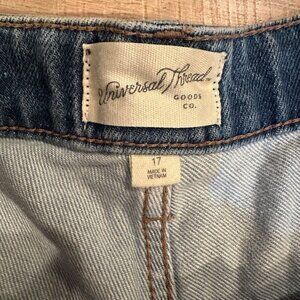 Universal Thread
GOODS
CO.
17
MADE IN
VIETNAM